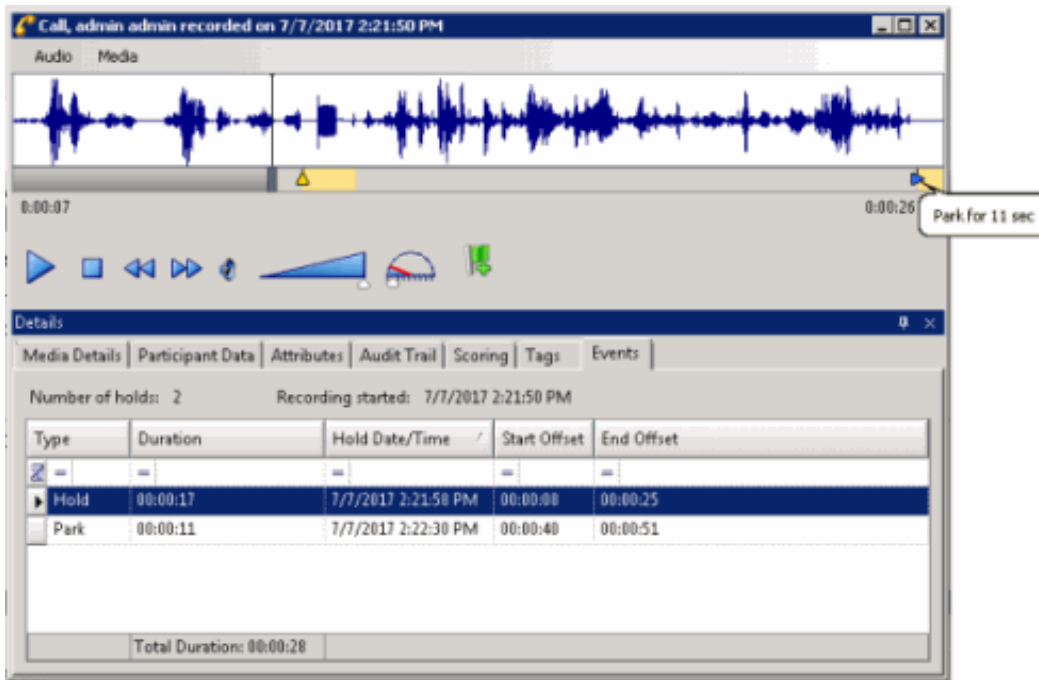 Call, admin admin recorded on 7/7/2017 2:21:50 PM
Audio Media
0:00:07 0:00:26
Park for 11 sec
Details
Media Details Participant Data Attributes Audit Trail Scoring Tags Events
Number of holds: 2 Recording started: 7/7/2017 2:21:50 PM
Type Duration Hold Date/Time / Start Offset End Offset
= = = = =
Hold 00:00:17 7/7/2017 2:21:58 PM 00:00:08 00:00:25
Park 00:00:11 7/7/2017 2:22:30 PM 00:00:40 00:00:51
Total Duration: 00:00:28